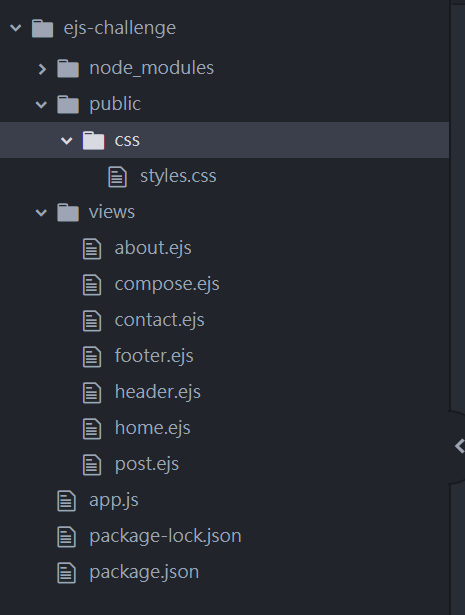 ejs-challenge
node_modules
public
css
styles.css
views
about.ejs
compose.ejs
contact.ejs
footer.ejs
header.ejs
home.ejs
post.ejs
app.js
package-lock.json
package.json